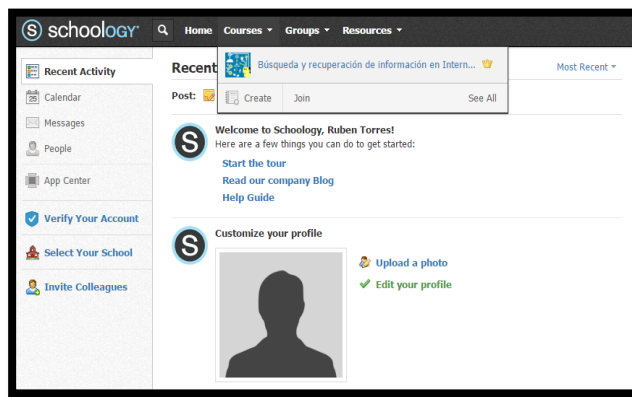 S schoology
Home Courses Groups Resources
Recent Activity
Calendar
25
Messages
People
App Center
Verify Your Account
Select Your School
Invite Colleagues
Recent
Most Recent
Búsqueda y recuperación de información en Intern...
Post:
Create Join See All
S
Welcome to Schoology, Ruben Torres!
Here are a few things you can do to get started:
Start the tour
Read our company Blog
Help Guide
S
Customize your profile
Upload a photo
Edit your profile